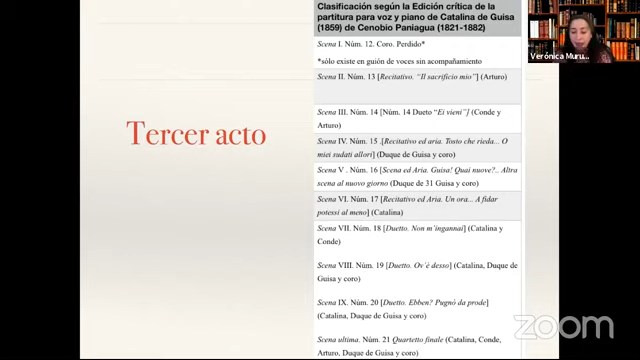 Clasificación según la Edición crítica de la
partitura para voz y piano de Catalina de Guisa
(1859) de Cenobio Paniagua (1821-1882)
Scena I. Núm. 12. Coro. Perdido*
*sólo existe en guión de voces sin acompañamiento
Scena II. Núm. 13 [Recitativo. "Il sacrificio mio"] (Arturo)
Scena III. Núm. 14 [Núm. 14 Dueto "Ei vieni"] (Conde y
Arturo)
Scena IV. Núm. 15 .[Recitativo ed aria. Tosto che rieda... O
miei sudati allori] (Duque de Guisa y coro)
Scena V . Núm. 16 [Scena ed Aria. Guisa! Quai nuove?.. Altra
scena al nuovo giorno (Duque de 31 Guisa y coro)
Scena VI. Núm. 17 [Recitativo ed Aria. Un ora... A fidar
potessi al meno] (Catalina)
Scena VII. Núm. 18 [Duetto. Non m'ingannai] (Catalina y
Conde)
Scena VIII. Núm. 19 [Duetto. Ov'è desso] (Catalina, Duque de
Guisa y coro)
Scena IX. Núm. 20 [Duetto. Ebben? Pugnó da prode]
(Catalina, Duque de Guisa y coro)
Scena ultima. Núm. 21 Quartetto finale (Catalina, Conde,
Arturo, Duque de Guisa y coro)
Tercer acto
Verónica Muru...
zoom